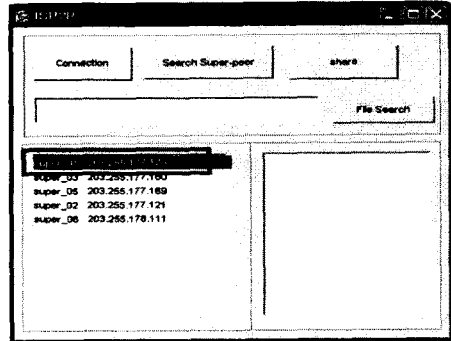 Connection
Search Super-peer
share
File Search
super_03 203.255.177.160
super_05 203.255.177.169
super_02 203.255.177.121
super_06 203.255.178.111